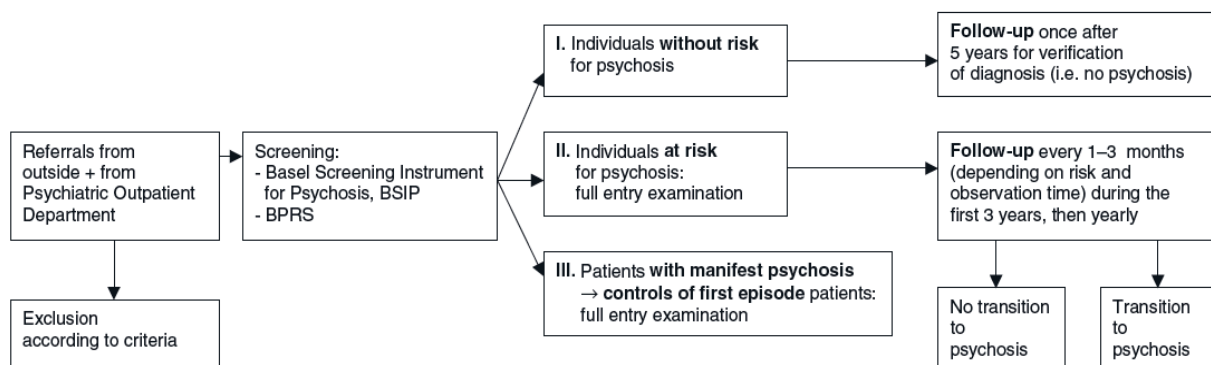 Referrals from
outside + from
Psychiatric Outpatient
Department
Exclusion
according to criteria
Screening:
- Basel Screening Instrument
for Psychosis, BSIP
- BPRS
I. Individuals without risk
for psychosis
II. Individuals at risk
for psychosis:
full entry examination
III. Patients with manifest psychosis
→ controls of first episode patients:
full entry examination
Follow-up once after
5 years for verification
of diagnosis (i.e. no psychosis)
Follow-up every 1–3 months
(depending on risk and
observation time) during the
first 3 years, then yearly
No transition
to
psychosis
Transition
to
psychosis